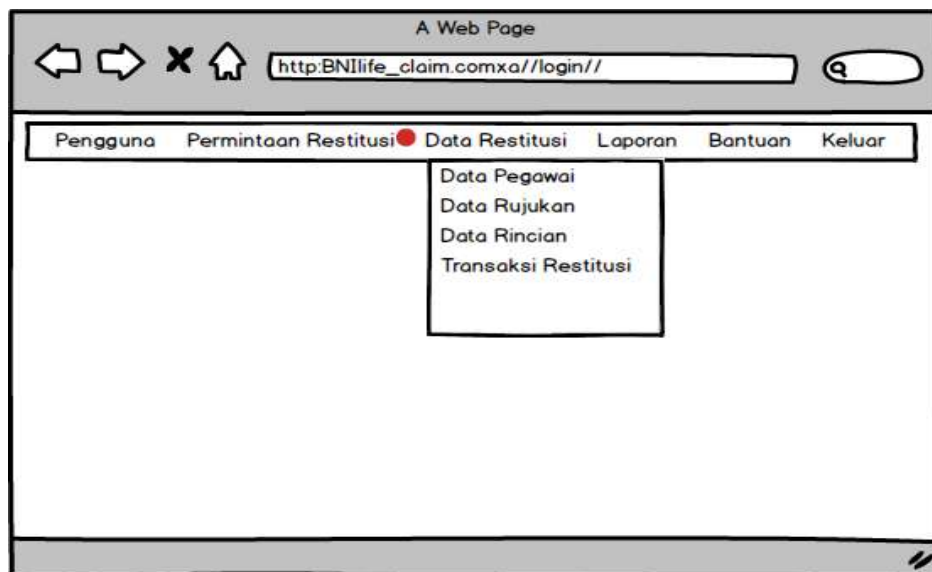 A Web Page
http:BNIlife_claim.comxa//login//
Pengguna Permintaan Restitusi Data Restitusi Laporan Bantuan Keluar
Data Pegawai
Data Rujukan
Data Rincian
Transaksi Restitusi